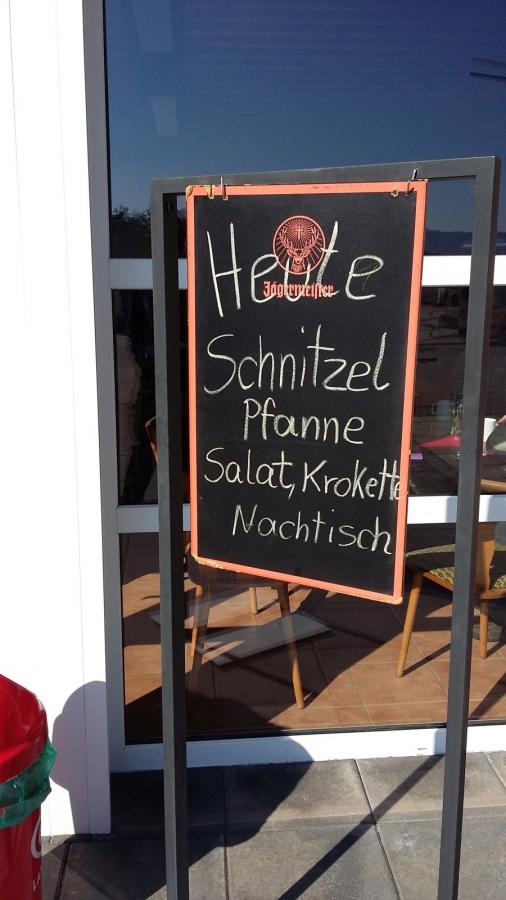 Heute
Jägermeister
Schnitzel
Pfanne
Salat, Krokette
Nachtisch